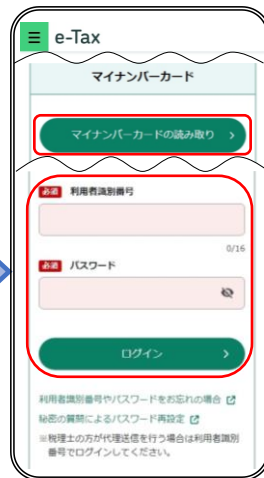 e-Tax
マイナンバーカード
マイナンバーカードの読み取り
必須 利用者識別番号
0/16
必須 パスワード
ログイン
利用者識別番号やパスワードをお忘れの場合
秘密の質問によるパスワード再設定
※税理士の方が代理送信を行う場合は利用者識別
番号でログインしてください。